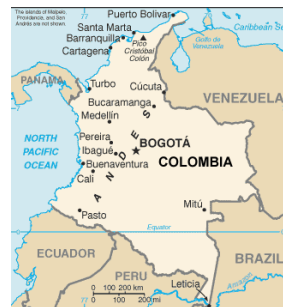 The islands of Malpelo,
Providencia, and San
Andrés are not shown.
Puerto Bolívar
Caribbean Sea
Santa Marta
Barranquilla
Cartagena
Pico
Cristóbal
Colón
Golfo de
Venezuela
PANAMA
Turbo
Cúcuta
VENEZUELA
Bucaramanga
Medellín
ANDES
NORTH
PACIFIC
OCEAN
Pereira
BOGOTÁ
Ibagué
COLOMBIA
Buenaventura
Cali
Mitú
Pasto
Equator
ECUADOR
BRAZIL
PERU
0 100 200 km
0 100 200 mi
Leticia
Amazon